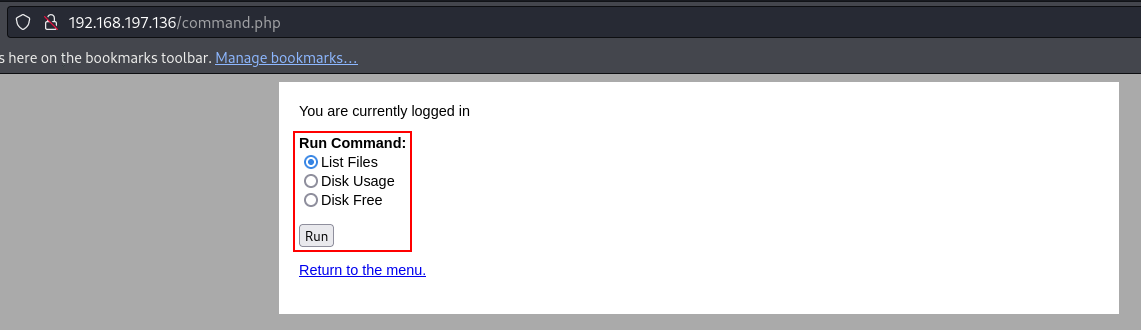 192.168.197.136/command.php
s here on the bookmarks toolbar. Manage bookmarks…
You are currently logged in
Run Command:
List Files
Disk Usage
Disk Free
Run
Return to the menu.